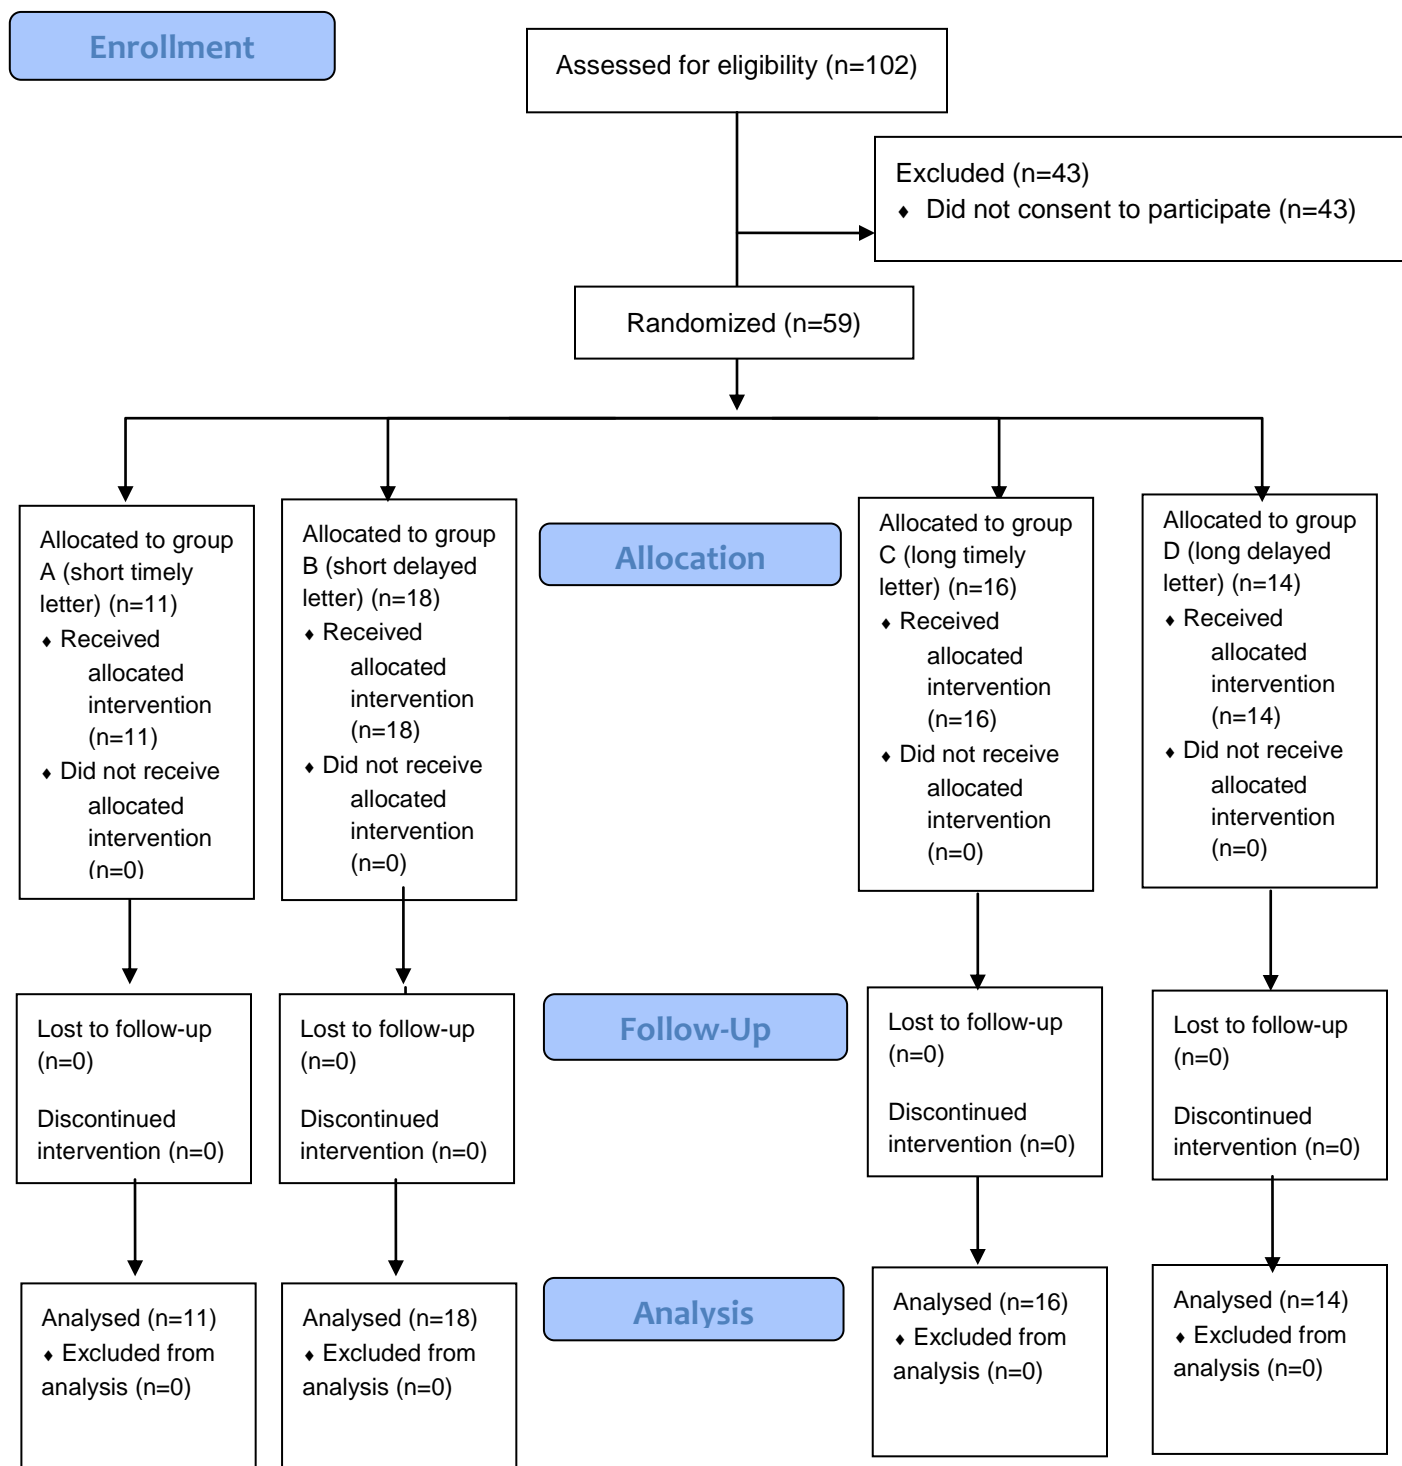 Enrollment
Assessed for eligibility (n=102)
Excluded (n=43)
♦ Did not consent to participate (n=43)
Randomized (n=59)
Allocated to group
A (short timely
letter) (n=11)
♦ Received
allocated
intervention
(n=11)
♦ Did not receive
allocated
intervention
(n=0)
Allocated to group
B (short delayed
letter) (n=18)
♦ Received
allocated
intervention
(n=18)
♦ Did not receive
allocated
intervention
(n=0)
Allocation
Allocated to group
C (long timely
letter) (n=16)
♦ Received
allocated
intervention
(n=16)
♦ Did not receive
allocated
intervention
(n=0)
Allocated to group
D (long delayed
letter) (n=14)
♦ Received
allocated
intervention
(n=14)
♦ Did not receive
allocated
intervention
(n=0)
Lost to follow-up
(n=0)
Discontinued
intervention (n=0)
Lost to follow-up
(n=0)
Discontinued
intervention (n=0)
Follow-Up
Lost to follow-up
(n=0)
Discontinued
intervention (n=0)
Lost to follow-up
(n=0)
Discontinued
intervention (n=0)
Analysed (n=11)
♦ Excluded from
analysis (n=0)
Analysed (n=18)
♦ Excluded from
analysis (n=0)
Analysis
Analysed (n=16)
♦ Excluded from
analysis (n=0)
Analysed (n=14)
♦ Excluded from
analysis (n=0)